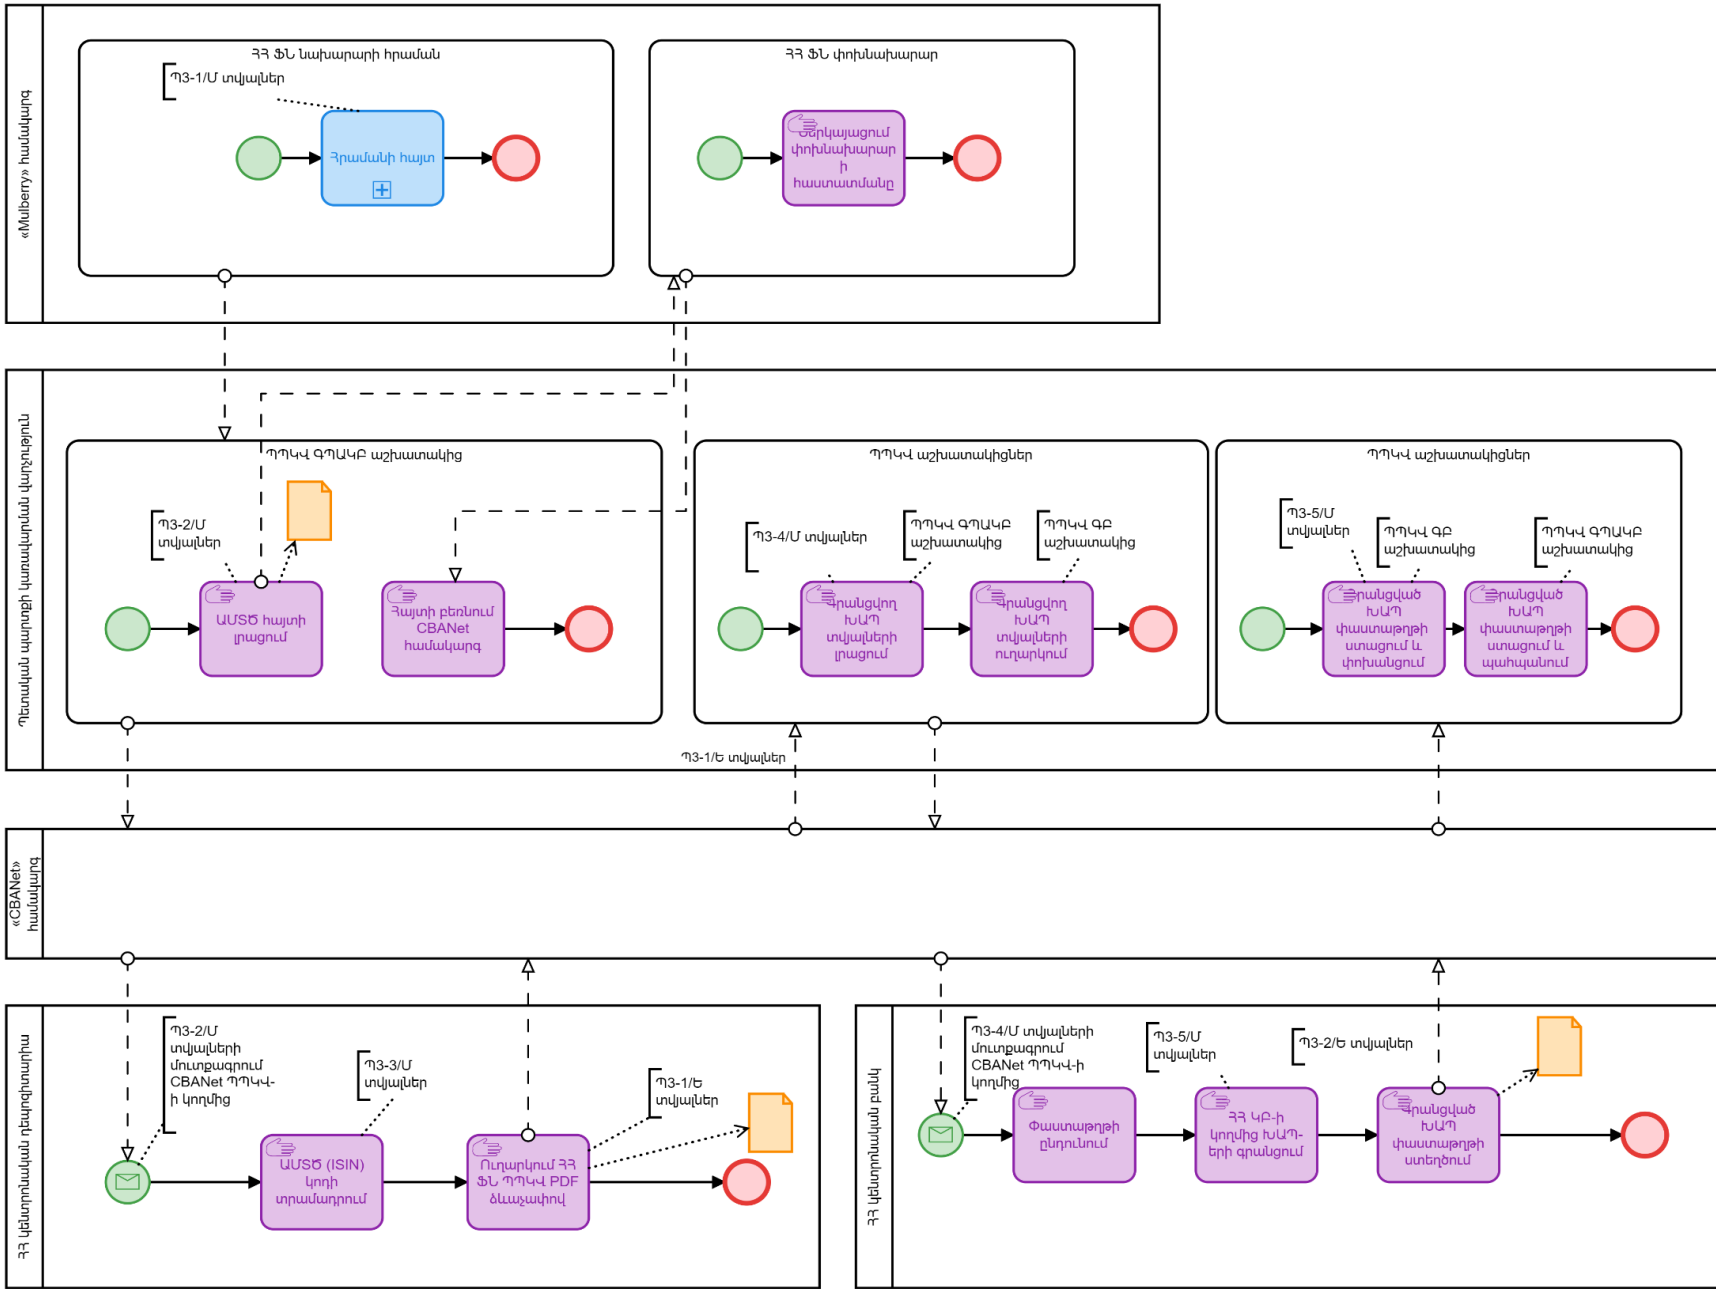 «Mulberry» համակարգ
ՀՀ ՖՆ նախարարի հրաման
Պ3-1/Մ տվյալներ
Հրամանի հայտ
ՀՀ ՖՆ փոխնախարար
Ներկայացում
փոխնախարար
ի
հաստատմանը
Պետական պարտքի կառավարման վարչություն
ՊՊԿՎ ԳՊԱԿԲ աշխատակից
Պ3-2/Մ
տվյալներ
ԱՄՏԾ հայտի
լրացում
Հայտի բեռնում
CBANet
համակարգ
ՊՊԿՎ աշխատակիցներ
Պ3-4/Մ տվյալներ
ՊՊԿՎ ԳՊԱԿԲ
աշխատակից
ՊՊԿՎ ԳԲ
աշխատակից
Գրանցվող
ԽԱՊ
տվյալների
լրացում
Գրանցվող
ԽԱՊ
տվյալների
ուղարկում
ՊՊԿՎ աշխատակիցներ
Պ3-5/Մ
տվյալներ
ՊՊԿՎ ԳԲ
աշխատակից
ՊՊԿՎ ԳՊԱԿԲ
աշխատակից
Գրանցված
ԽԱՊ
փաստաթղթի
ստացում և
փոխանցում
Գրանցված
ԽԱՊ
փաստաթղթի
ստացում և
պահպանում
Պ3-1/Ե տվյալներ
«CBANet»
համակարգ
ՀՀ կենտրոնական դեպոզիտարիա
Պ3-2/Մ
տվյալների
մուտքագրում
CBANet ՊՊԿՎ-
ի կողմից
Պ3-3/Մ
տվյալներ
ԱՄՏԾ (ISIN)
կոդի
տրամադրում
Պ3-1/Ե
տվյալներ
Ուղարկում ՀՀ
ՖՆ ՊՊԿՎ PDF
ձևաչափով
ՀՀ կենտրոնական բանկ
Պ3-4/Մ տվյալների
մուտքագրում
CBANet ՊՊԿՎ-ի
կողմից
Փաստաթղթի
ընդունում
Պ3-5/Մ
տվյալներ
ՀՀ ԿԲ-ի
կողմից ԽԱՊ-
երի գրանցում
Պ3-2/Ե տվյալներ
Գրանցված
ԽԱՊ
փաստաթղթի
ստեղծում